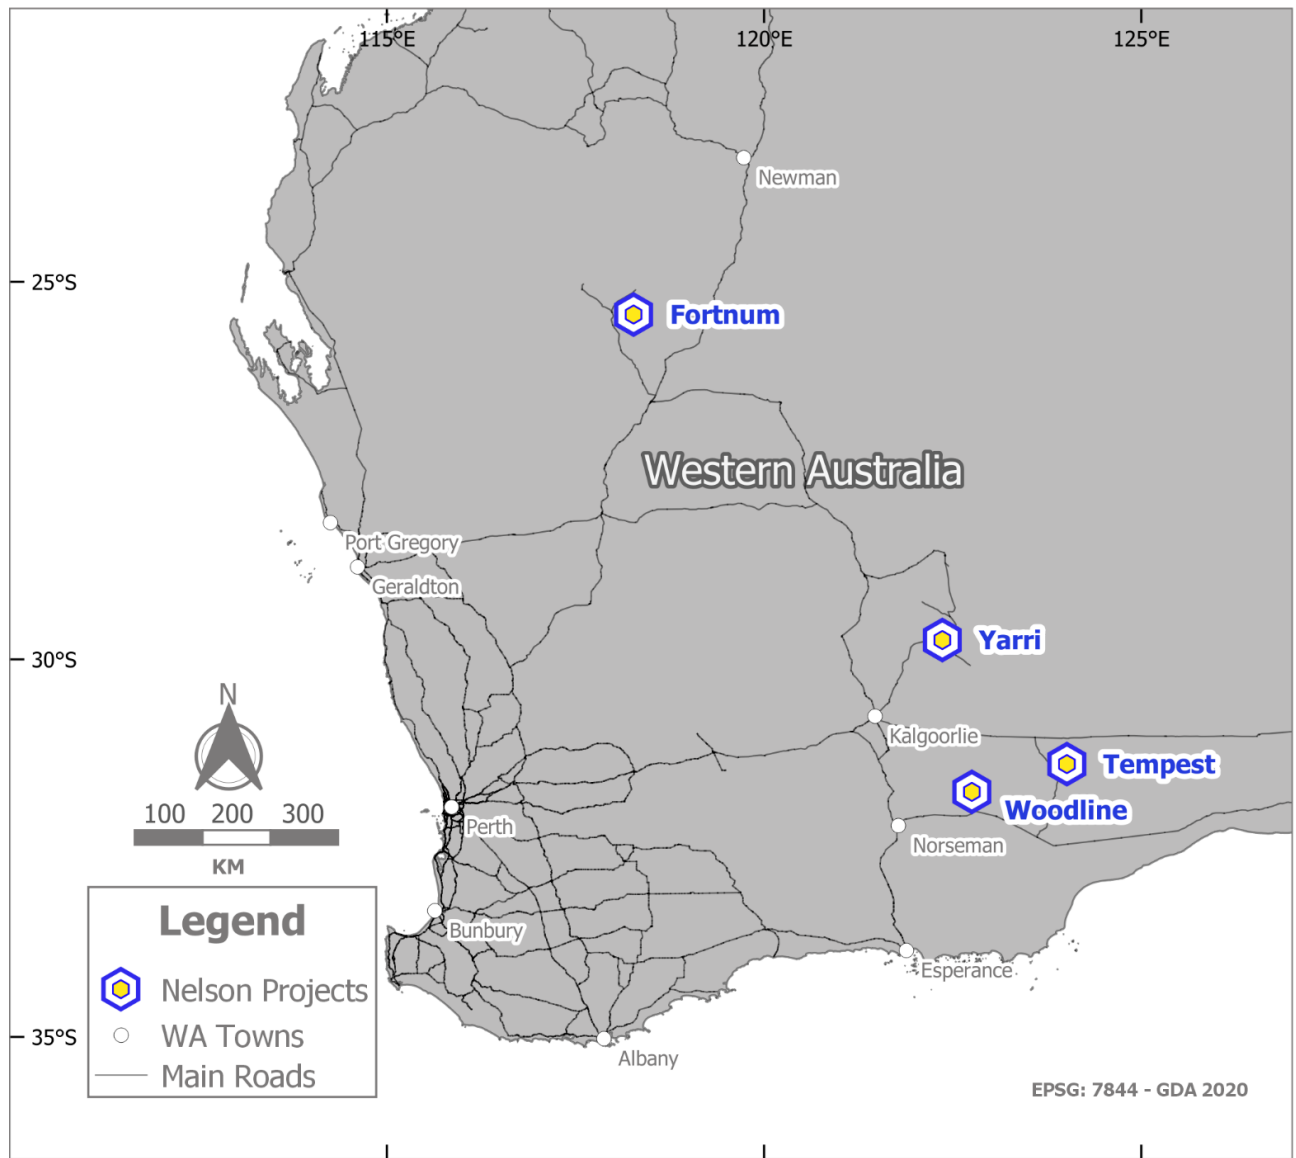 115°E
120°E
125°E
Newman
25°S
Fortnum
Western Australia
Port Gregory
Geraldton
Yarri
30°S
N
Kalgoorlie
Tempest
100 200 300
Woodline
Perth
Norseman
KM
Legend
Bunbury
Esperance
Nelson Projects
WA Towns
35°S
Albany
Main Roads
EPSG: 7844 - GDA 2020